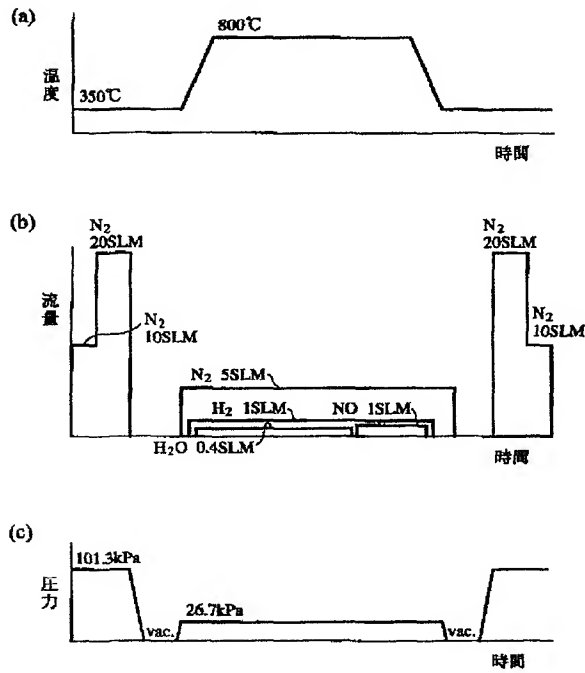 (a)
800℃
温度
350℃
時間
(b)
N₂
20SLM
N₂
20SLM
流量
N₂
10SLM
N₂
10SLM
N₂ 5SLM
H₂ 1SLM
NO 1SLM
H₂O 0.4SLM
時間
(c)
101.3kPa
圧力
26.7kPa
vac.
vac.
時間